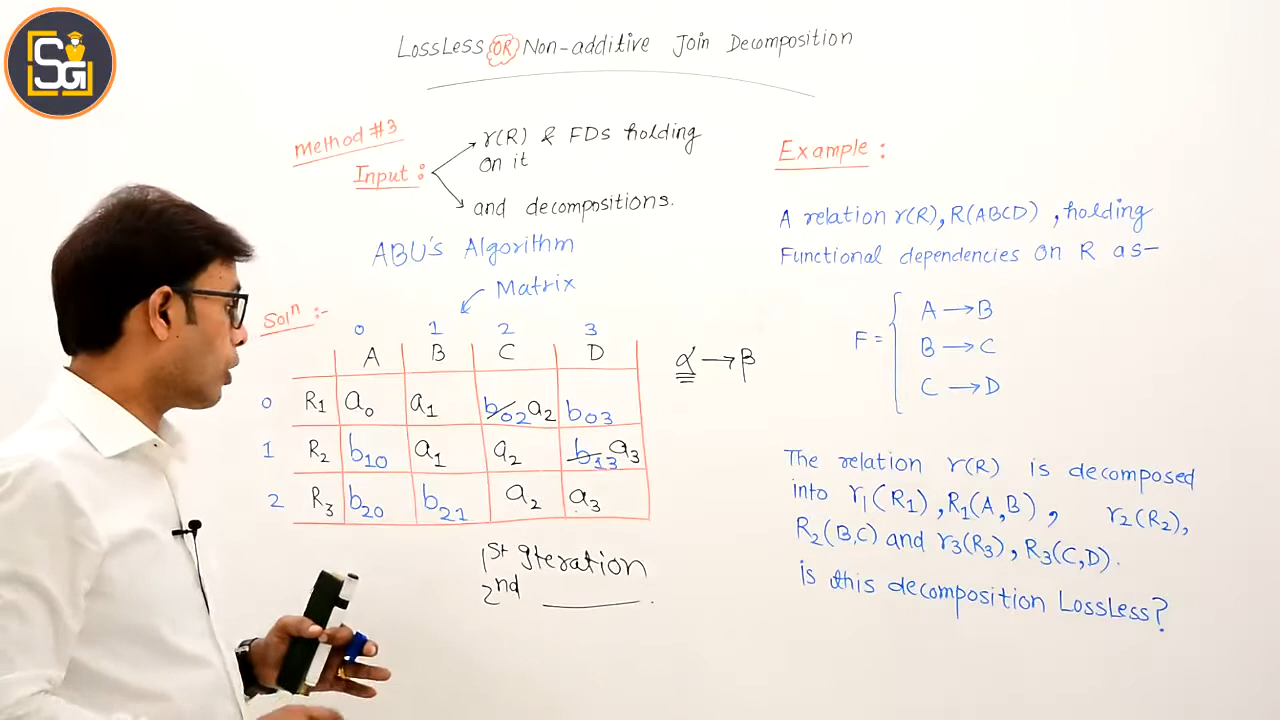 SG
LossLess OR Non-additive Join Decomposition
Method #3
Input :
r(R) & FDs holding
on it
and decompositions.
ABU's Algorithm
Matrix
Solⁿ :-
0 1 2 3
A B C D
0 R₁ a₀ a₁ b₀₂ a₂ b₀₃
1 R₂ b₁₀ a₁ a₂ b₁₃ a₃
2 R₃ b₂₀ b₂₁ a₂ a₃
α → β
1st Iteration
2nd
Example :
A relation r(R), R(ABCD) , holding
Functional dependencies on R as-
F = {
A → B
B → C
C → D
The relation r(R) is decomposed
into r₁(R₁), R₁(A,B), r₂(R₂),
R₂(B,C) and r₃(R₃), R₃(C,D).
is this decomposition LossLess?